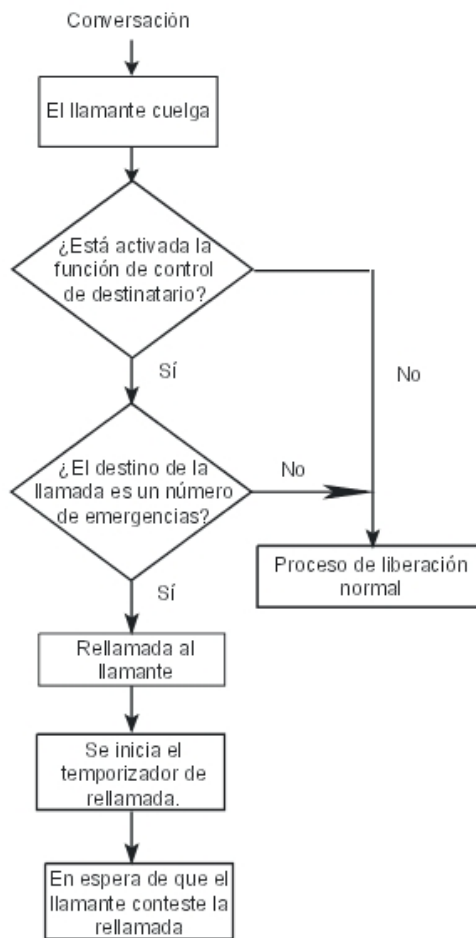 Conversación
El llamante cuelga
¿Está activada la
función de control
de destinatario?
Sí
No
¿El destino de la
llamada es un número
de emergencias?
No
Sí
Proceso de liberación
normal
Rellamada al
llamante
Se inicia el
temporizador de
rellamada.
En espera de que el
llamante conteste la
rellamada